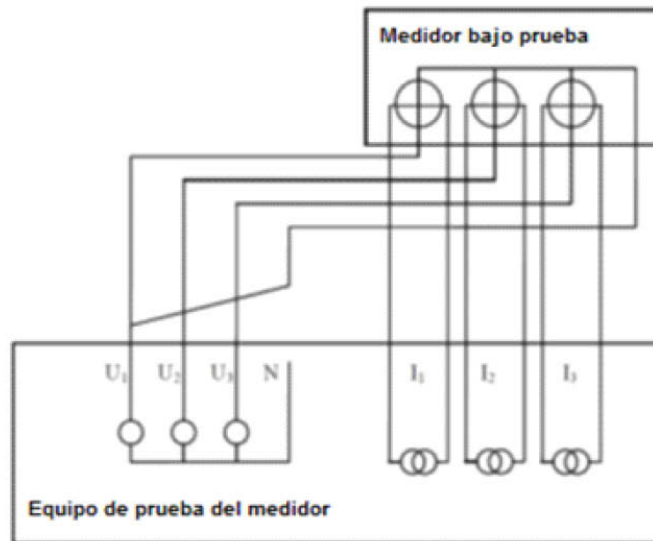 Medidor bajo prueba
U₁ U₂ U₃ N I₁ I₂ I₃
Equipo de prueba del medidor